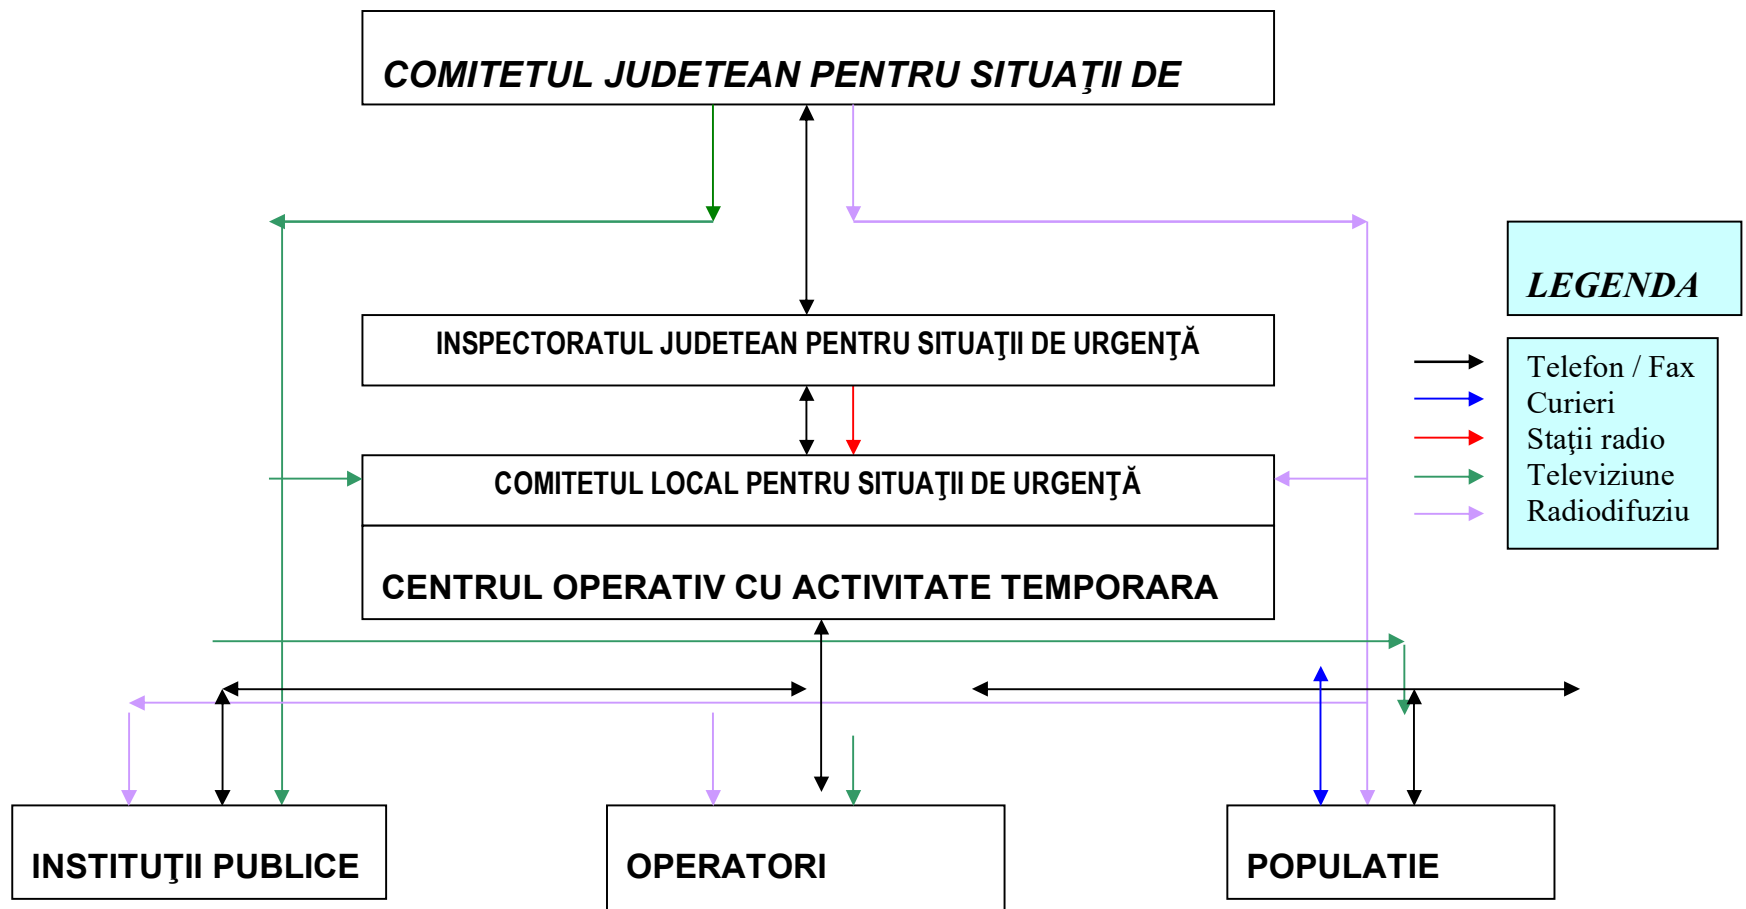 COMITETUL JUDETEAN PENTRU SITUAŢII DE
LEGENDA
INSPECTORATUL JUDETEAN PENTRU SITUAŢII DE URGENŢĂ
Telefon / Fax
Curieri
Staţii radio
Televiziune
Radiodifuziu
COMITETUL LOCAL PENTRU SITUAŢII DE URGENŢĂ
CENTRUL OPERATIV CU ACTIVITATE TEMPORARA
INSTITUŢII PUBLICE
OPERATORI
POPULATIE